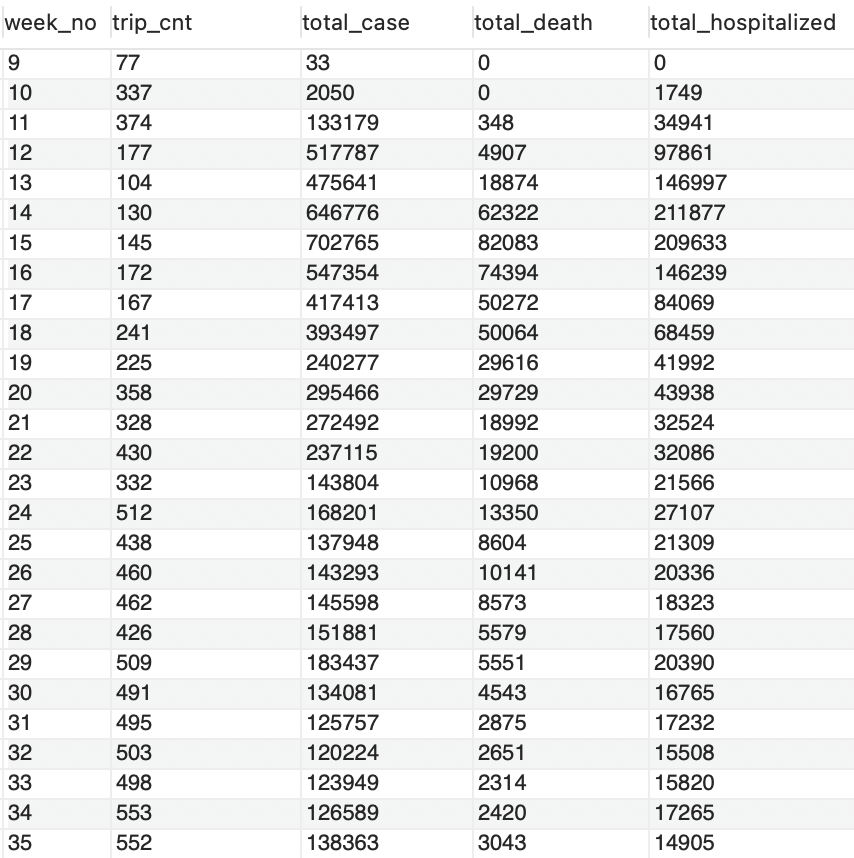 week_no trip_cnt total_case total_death total_hospitalized
9 77 33 0 0
10 337 2050 0 1749
11 374 133179 348 34941
12 177 517787 4907 97861
13 104 475641 18874 146997
14 130 646776 62322 211877
15 145 702765 82083 209633
16 172 547354 74394 146239
17 167 417413 50272 84069
18 241 393497 50064 68459
19 225 240277 29616 41992
20 358 295466 29729 43938
21 328 272492 18992 32524
22 430 237115 19200 32086
23 332 143804 10968 21566
24 512 168201 13350 27107
25 438 137948 8604 21309
26 460 143293 10141 20336
27 462 145598 8573 18323
28 426 151881 5579 17560
29 509 183437 5551 20390
30 491 134081 4543 16765
31 495 125757 2875 17232
32 503 120224 2651 15508
33 498 123949 2314 15820
34 553 126589 2420 17265
35 552 138363 3043 14905